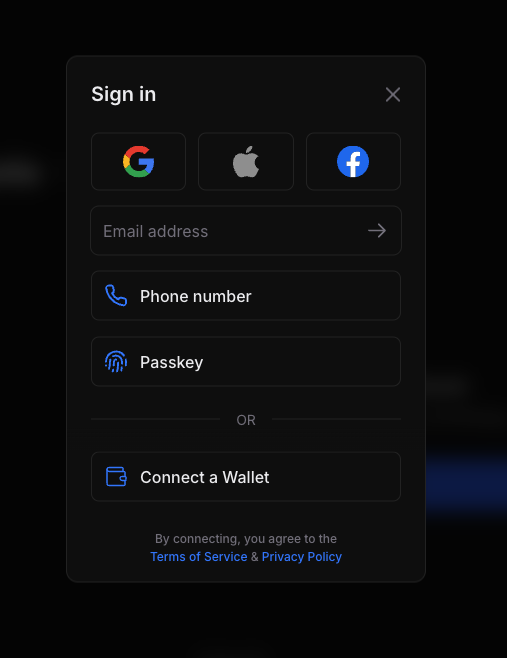 Sign in
Email address
Phone number
Passkey
OR
Connect a Wallet
By connecting, you agree to the
Terms of Service & Privacy Policy